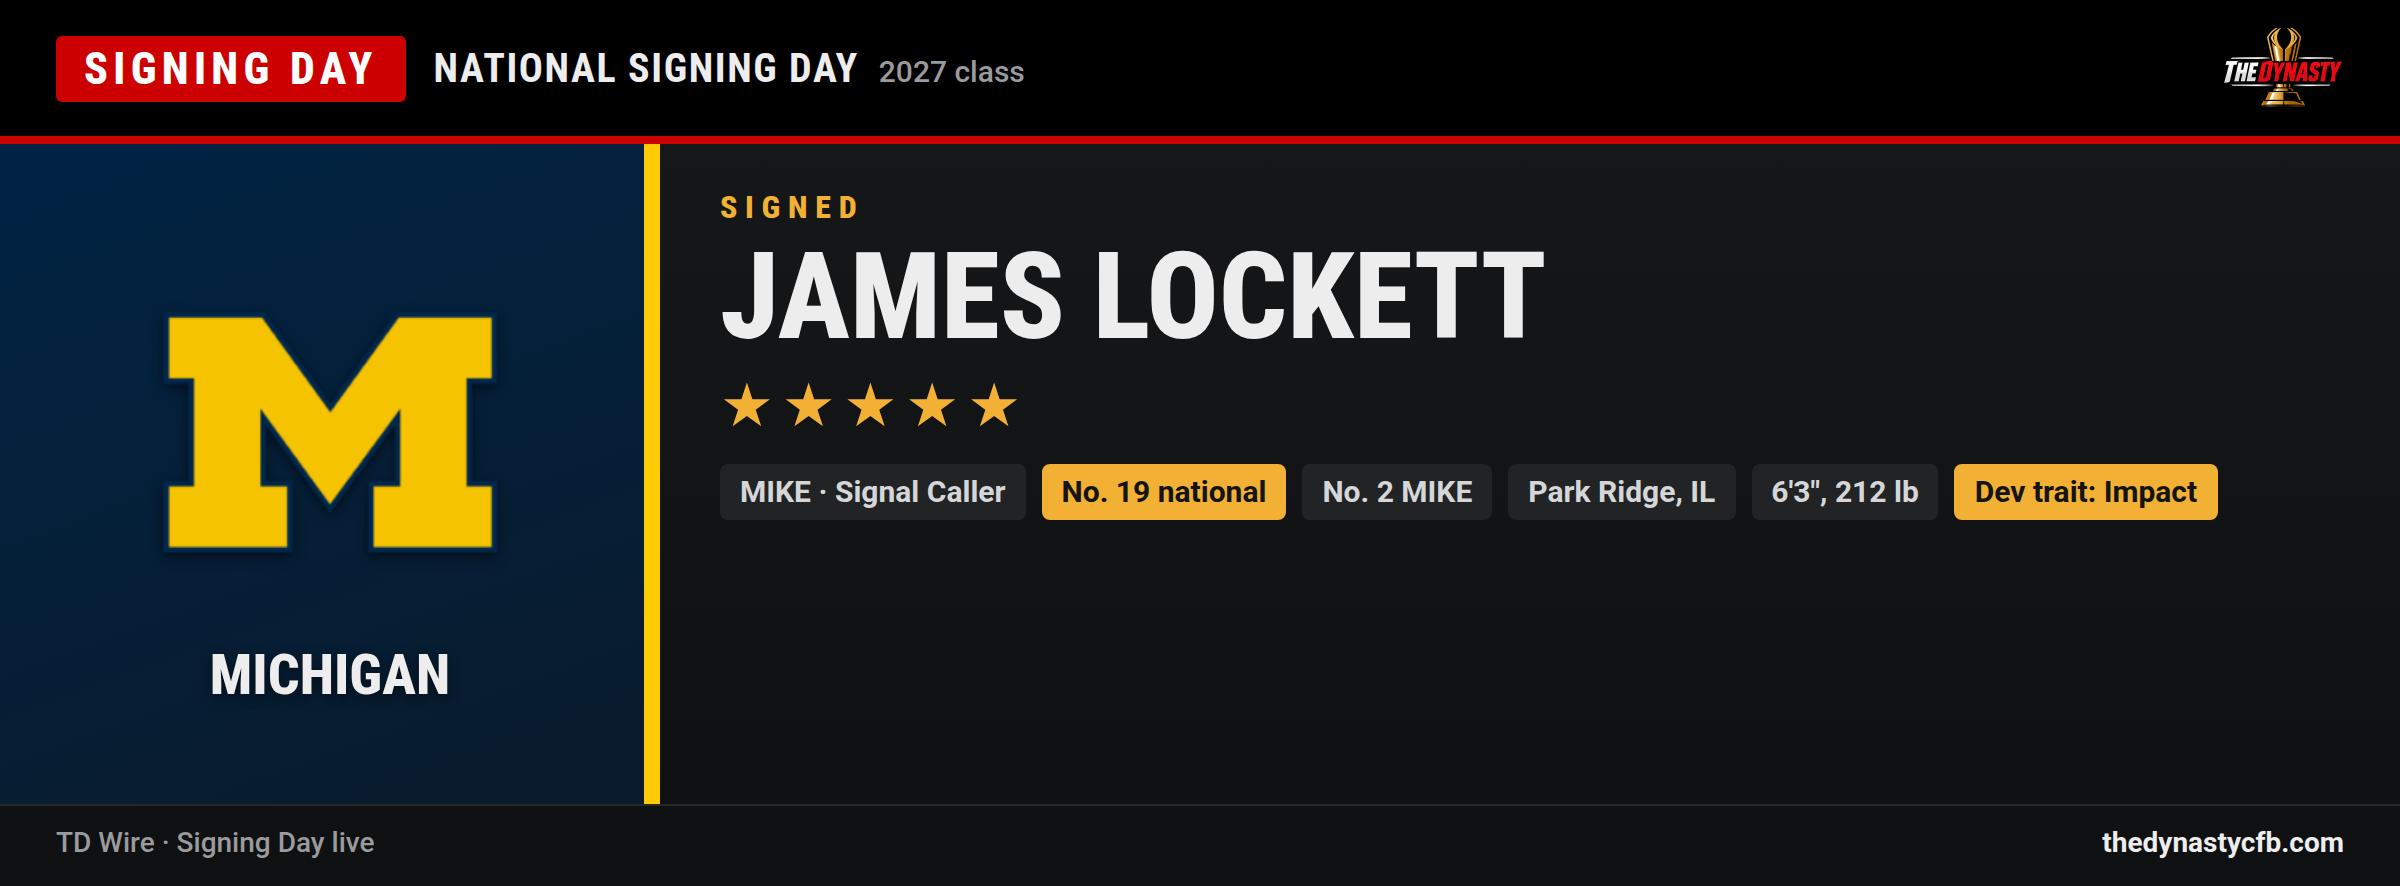 SIGNING DAY NATIONAL SIGNING DAY 2027 class
THE DYNASTY
M
MICHIGAN
SIGNED
JAMES LOCKETT
★★★★★
MIKE · Signal Caller No. 19 national No. 2 MIKE Park Ridge, IL 6'3", 212 lb Dev trait: Impact
TD Wire · Signing Day live thedynastycfb.com